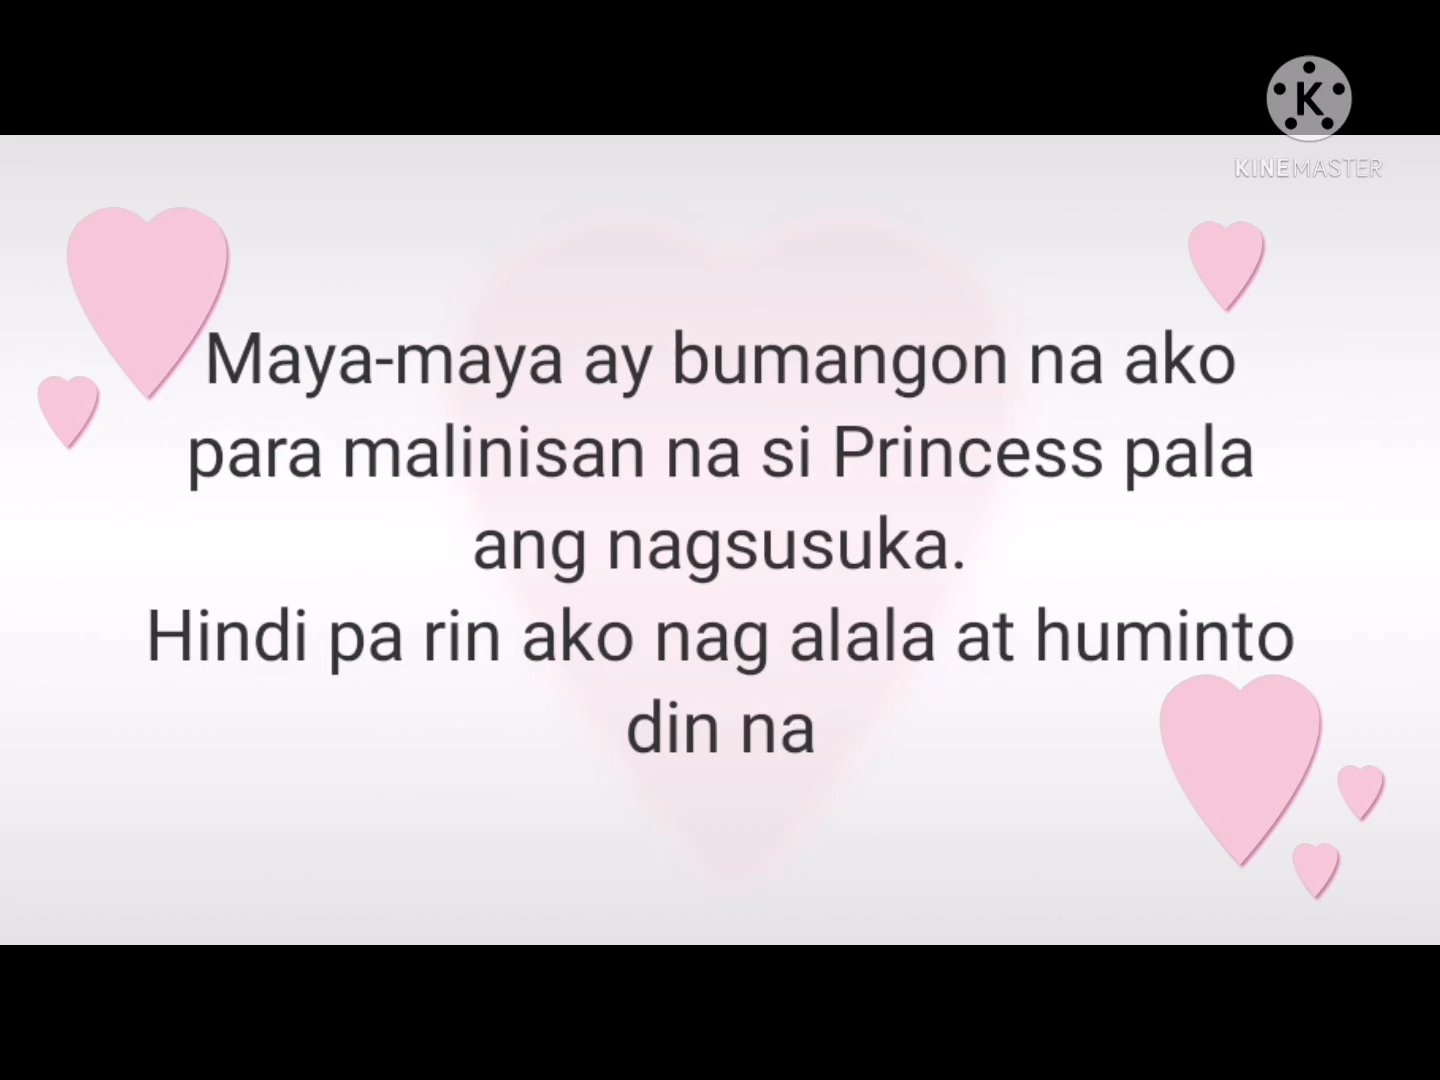 K
KINEMASTER
Maya-maya ay bumangon na ako
para malinisan na si Princess pala
ang nagsusuka.
Hindi pa rin ako nag alala at huminto
din na